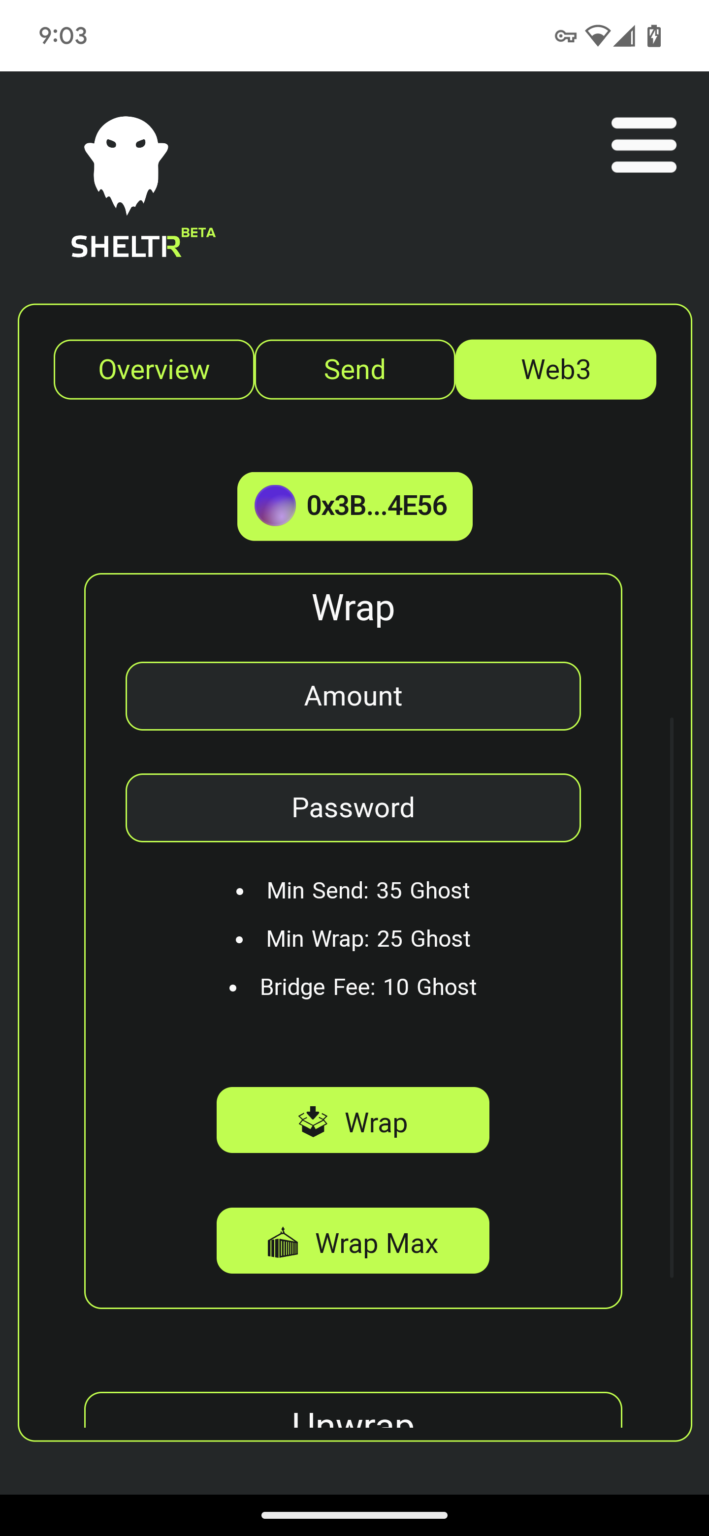 9:03
SHELTR BETA
Overview Send Web3
0x3B...4E56
Wrap
Amount
Password
• Min Send: 35 Ghost
• Min Wrap: 25 Ghost
• Bridge Fee: 10 Ghost
Wrap
Wrap Max
Unwrap